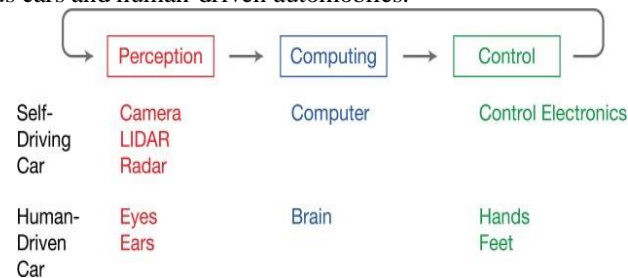 cars and human-driven automobiles.
Perception Computing Control
Self- Camera Computer Control Electronics
Driving LIDAR
Car Radar
Human- Eyes Brain Hands
Driven Ears Feet
Car